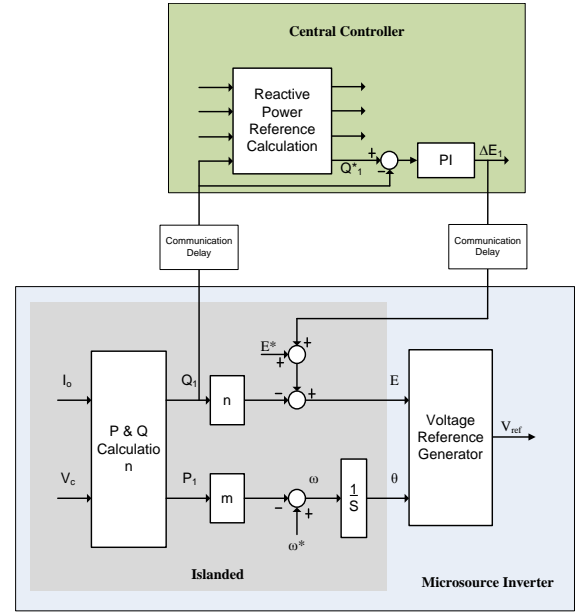 Central Controller
Reactive
Power
Reference
Calculation
+
Q*1
−
PI
ΔE1
Communication
Delay
Communication
Delay
E*
+
+
Io
Q1
n
−
+
E
P & Q
Calculatio
n
Voltage
Reference
Generator
Vref
Vc
P1
m
−
+
ω
ω*
1
S
θ
Islanded
Microsource Inverter